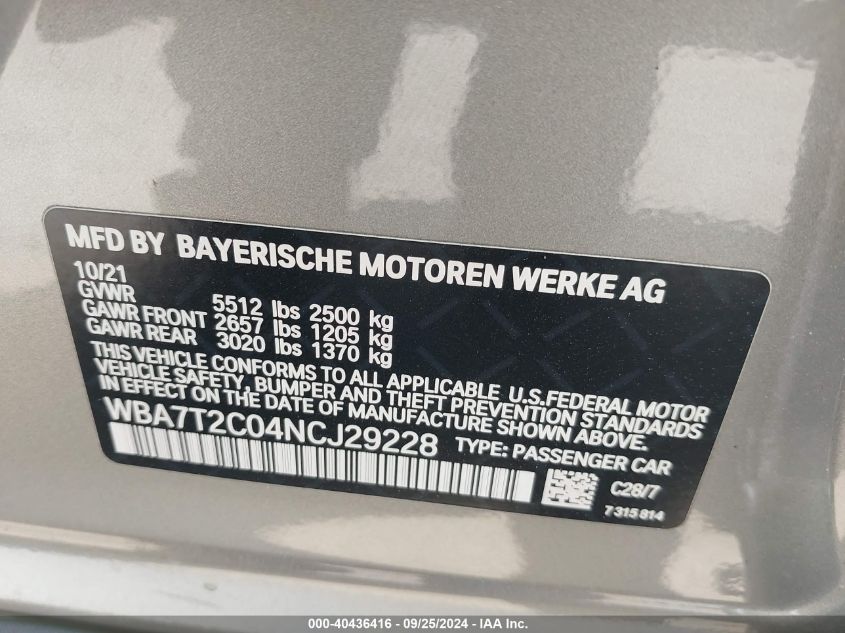 MFD BY BAYERISCHE MOTOREN WERKE AG
10/21
GVWR 5512 lbs 2500 kg
GAWR FRONT 2657 lbs 1205 kg
GAWR REAR 3020 lbs 1370 kg
THIS VEHICLE CONFORMS TO ALL APPLICABLE U.S.FEDERAL MOTOR
VEHICLE SAFETY, BUMPER AND THEFT PREVENTION STANDARDS
IN EFFECT ON THE DATE OF MANUFACTURE SHOWN ABOVE.
WBA7T2C04NCJ29228 TYPE: PASSENGER CAR
C28/7
7315814
000-40436416 - 09/25/2024 - IAA Inc.